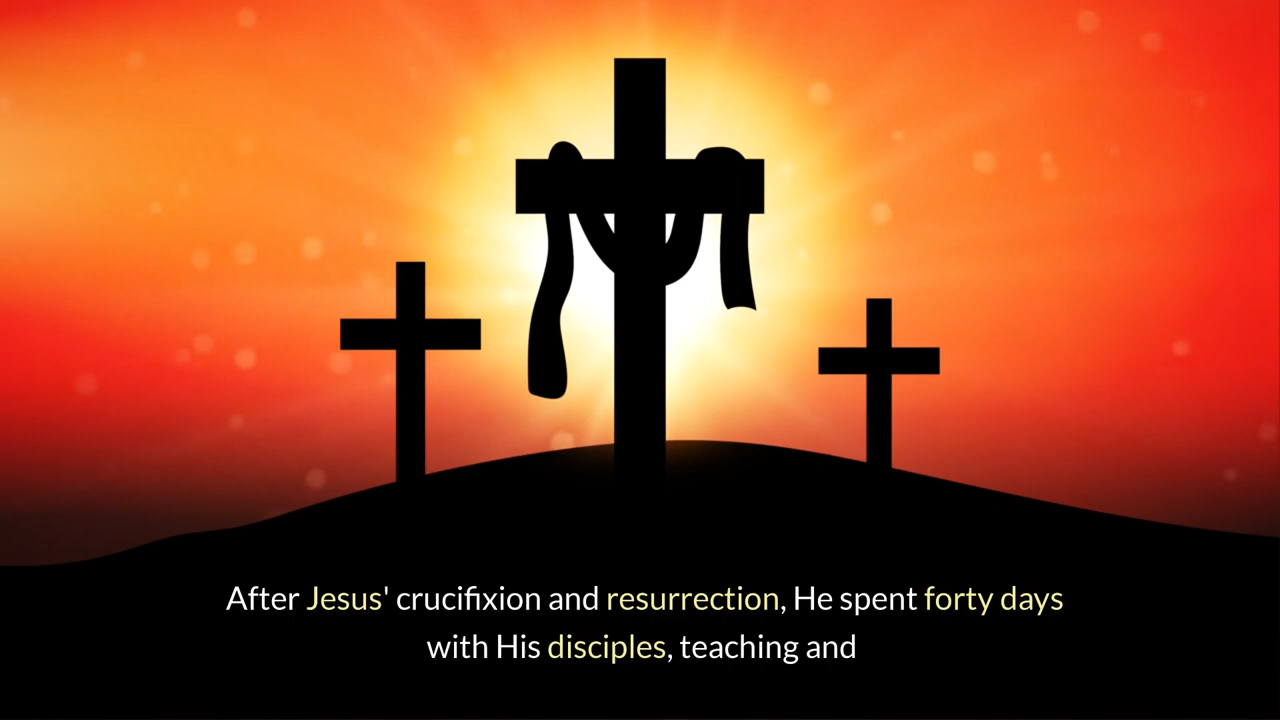 After Jesus' crucifixion and resurrection, He spent forty days
with His disciples, teaching and